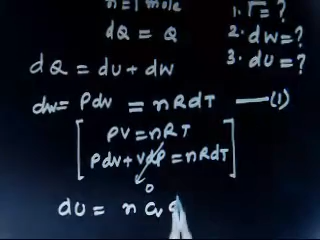 n=1 mole
1. Γ=?
dQ = Q
2. dW=?
3. dU=?
dQ = dU + dW
dW= PdV = nRdT —(1)
PV=nRT
PdV+VdP=nRdT
0
dU = n Cv